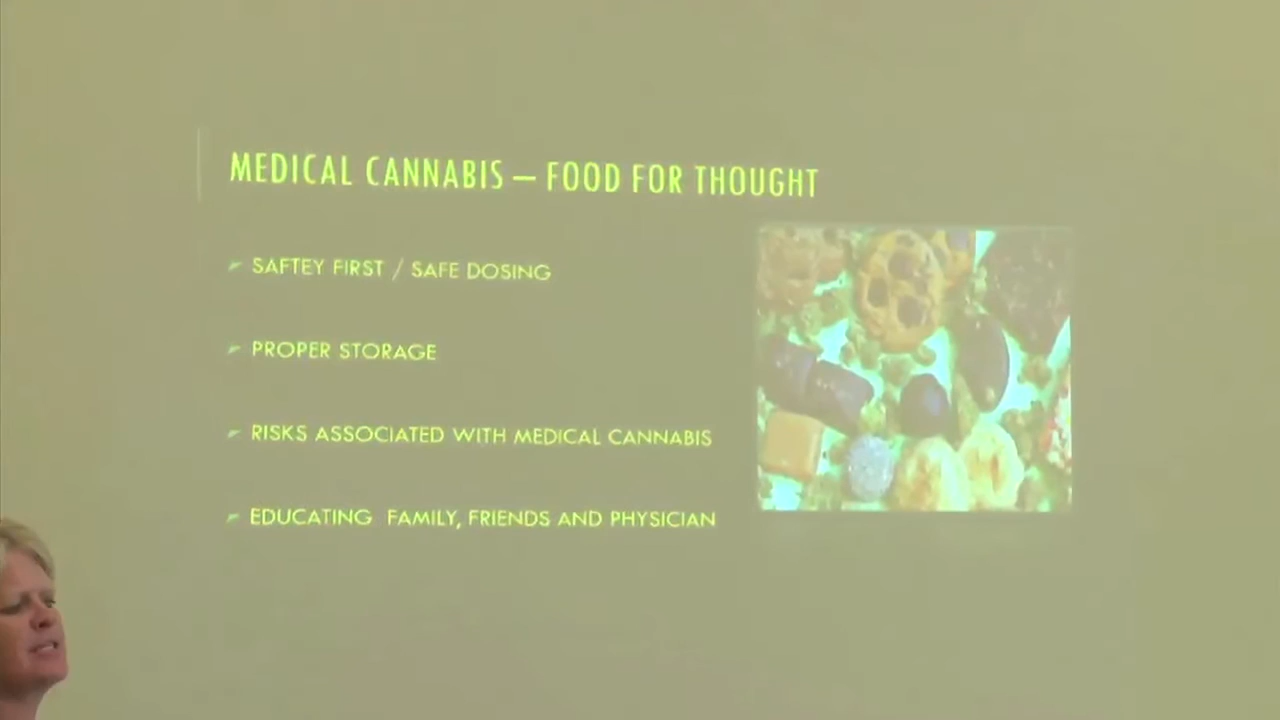 MEDICAL CANNABIS – FOOD FOR THOUGHT
SAFTEY FIRST / SAFE DOSING
PROPER STORAGE
RISKS ASSOCIATED WITH MEDICAL CANNABIS
EDUCATING FAMILY, FRIENDS AND PHYSICIAN